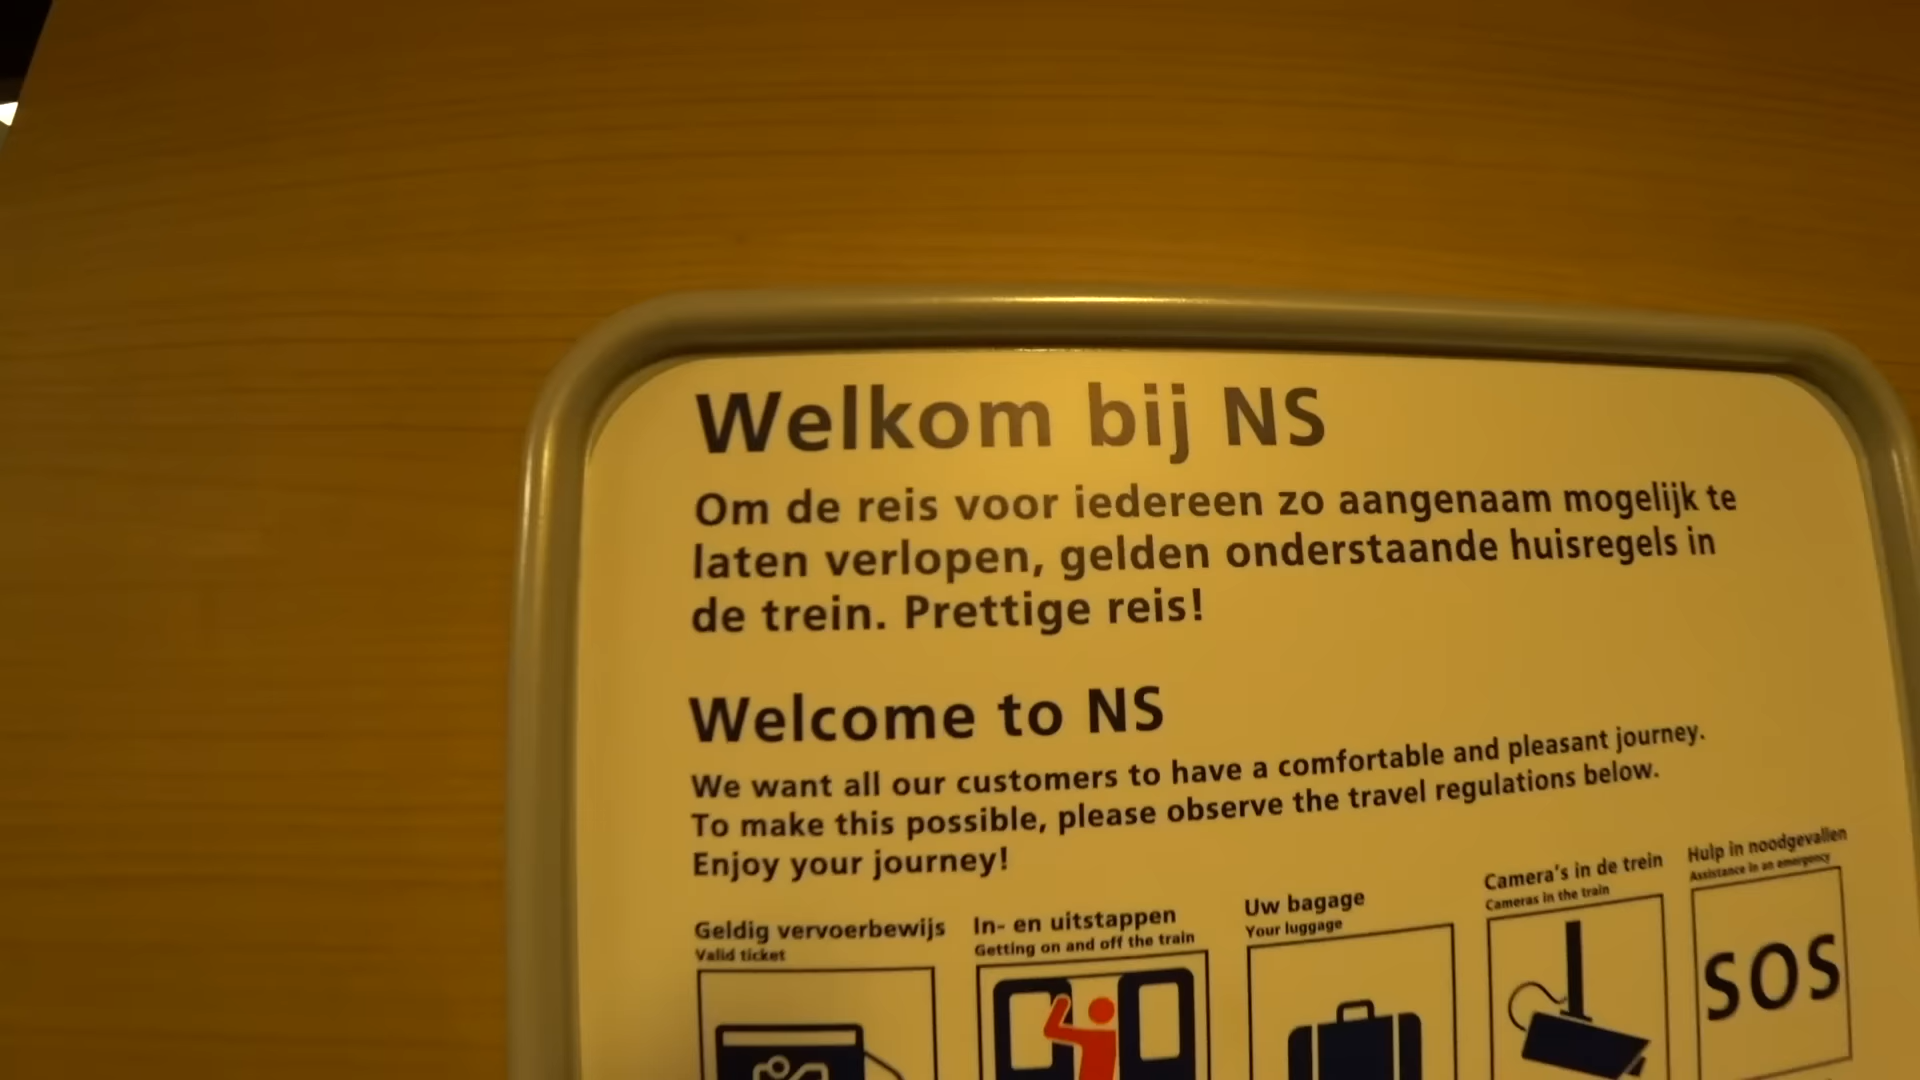 Welkom bij NS
Om de reis voor iedereen zo aangenaam mogelijk te
laten verlopen, gelden onderstaande huisregels in
de trein. Prettige reis!
Welcome to NS
We want all our customers to have a comfortable and pleasant journey.
To make this possible, please observe the travel regulations below.
Enjoy your journey!
Geldig vervoerbewijs
Valid ticket
In- en uitstappen
Getting on and off the train
Uw bagage
Your luggage
Camera's in de trein
Cameras in the train
Hulp in noodgevallen
Assistance in an emergency
SOS